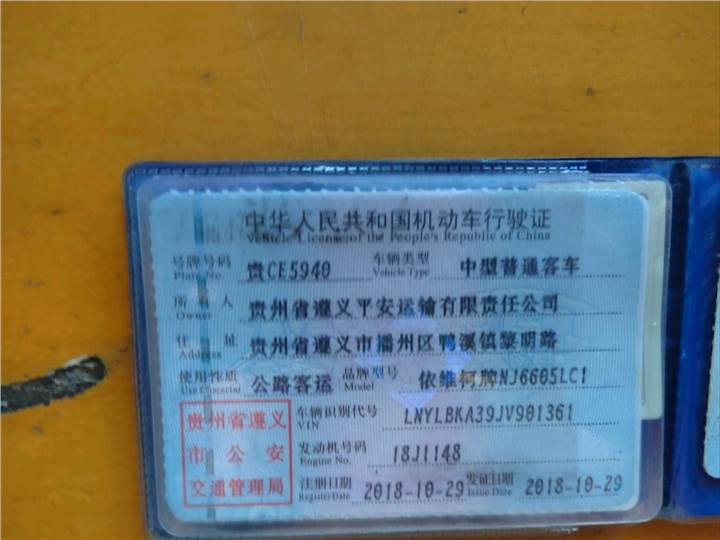 中华人民共和国机动车行驶证
Vehicle License of the People's Republic of China
号牌号码 贵CE5940 车辆类型 中型普通客车
Plate No. Vehicle Type
所有人 贵州省遵义平安运输有限责任公司
Owner
住址 贵州省遵义市播州区鸭溪镇黎明路
Address
使用性质 公路客运 品牌型号 依维柯牌NJ6605LC1
Use Character Model
贵州省遵义 车辆识别代号 LNYLBKA39JV901361
VIN
市公安 发动机号码 18J1148
Engine No.
交通管理局 注册日期 2018-10-29 发证日期 2018-10-29
Register Date Issue Date